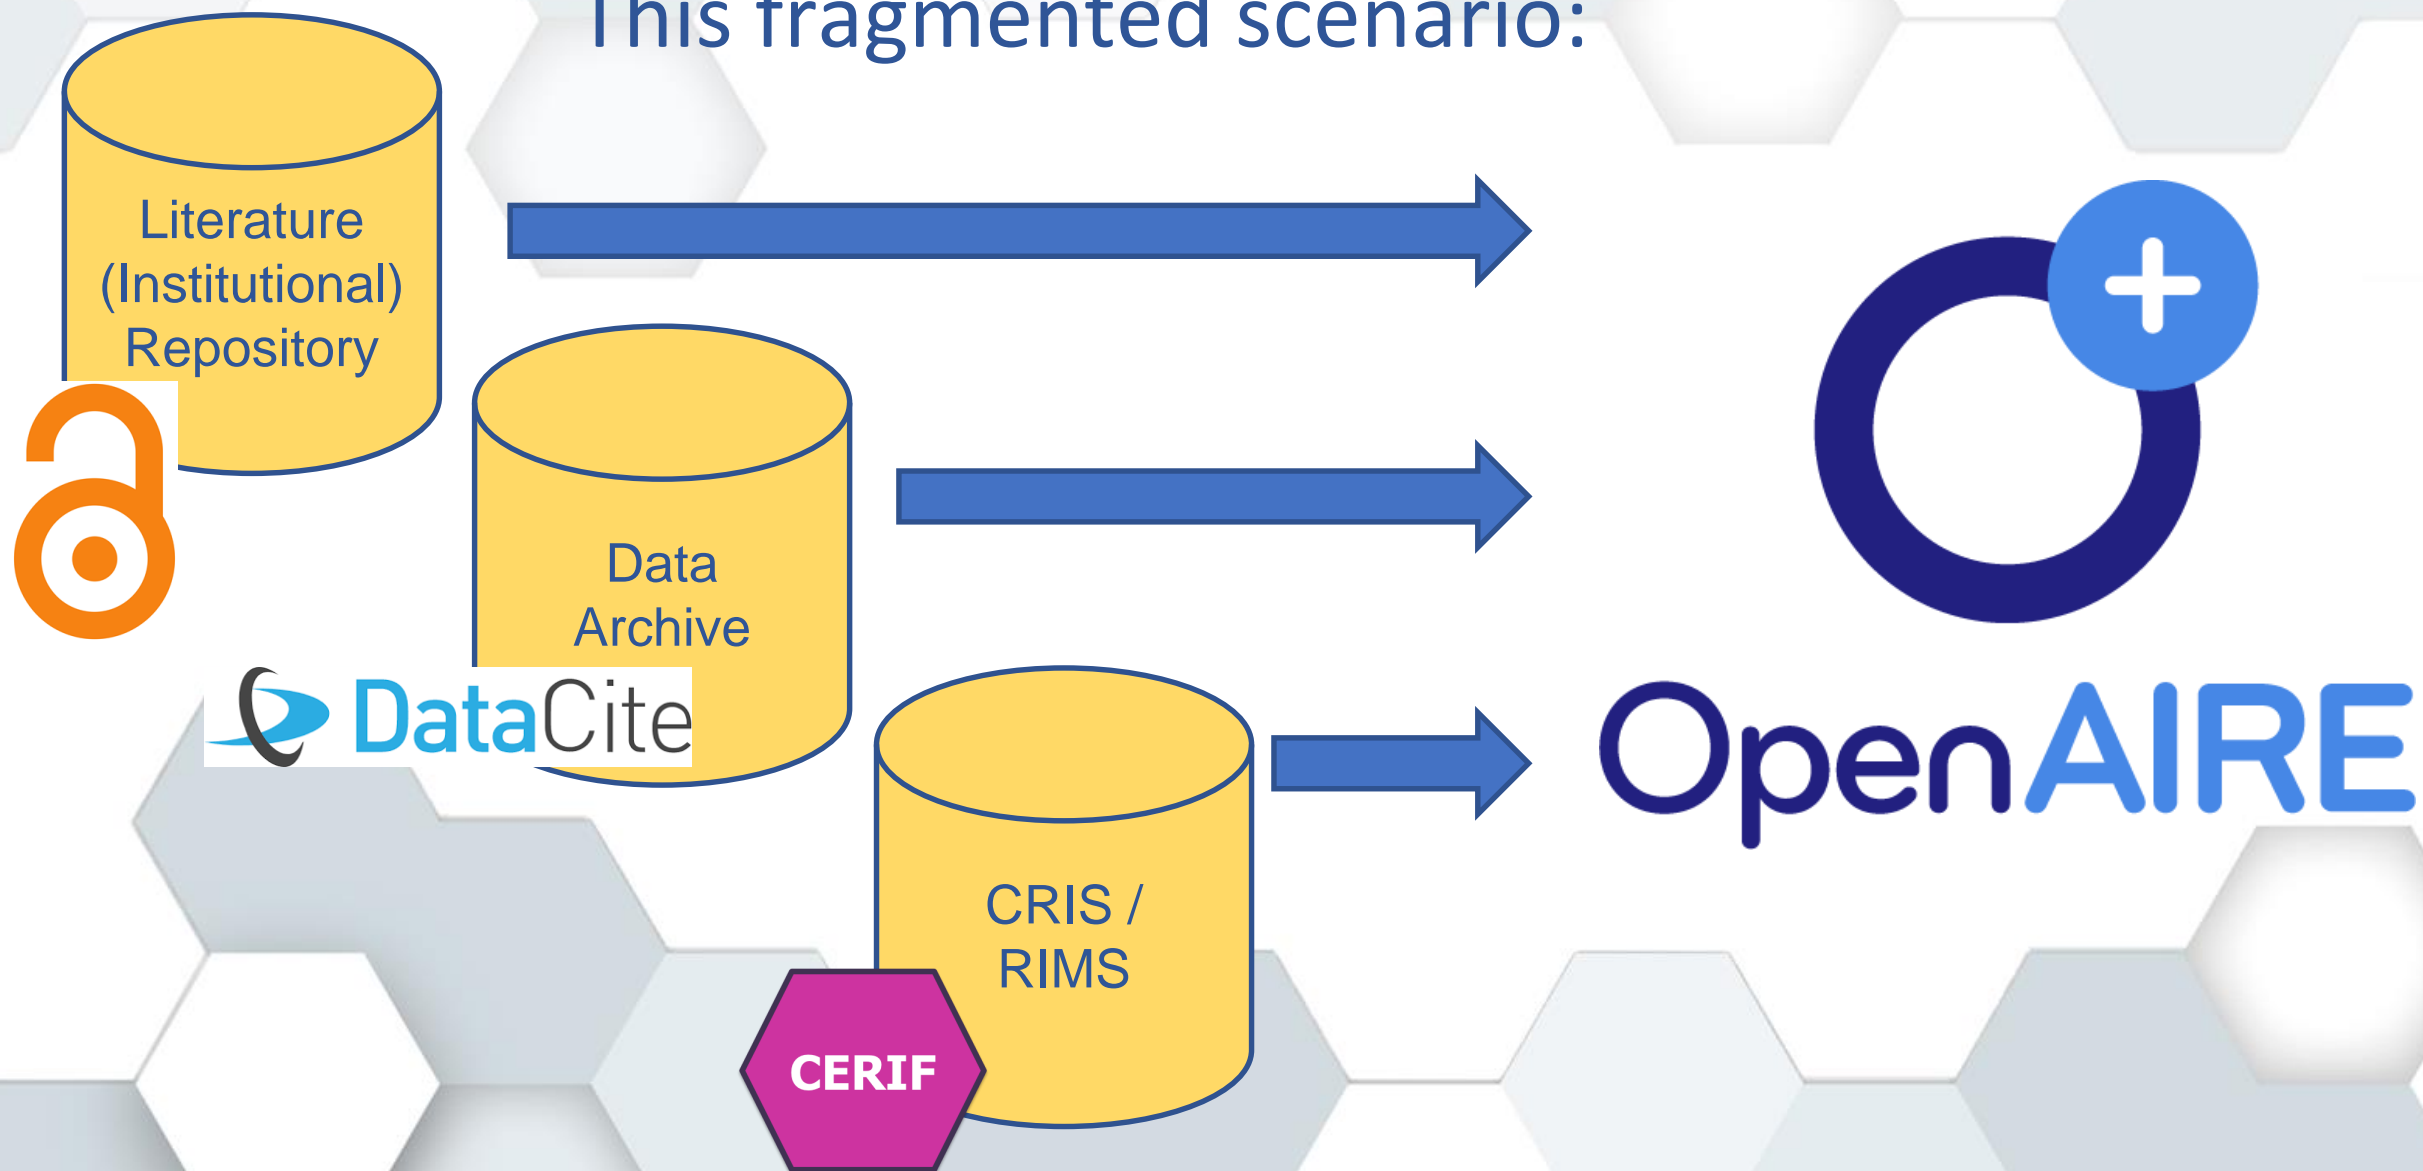 This fragmented scenario:
Literature
(Institutional)
Repository
Data
Archive
DataCite
CRIS /
RIMS
CERIF
OpenAIRE